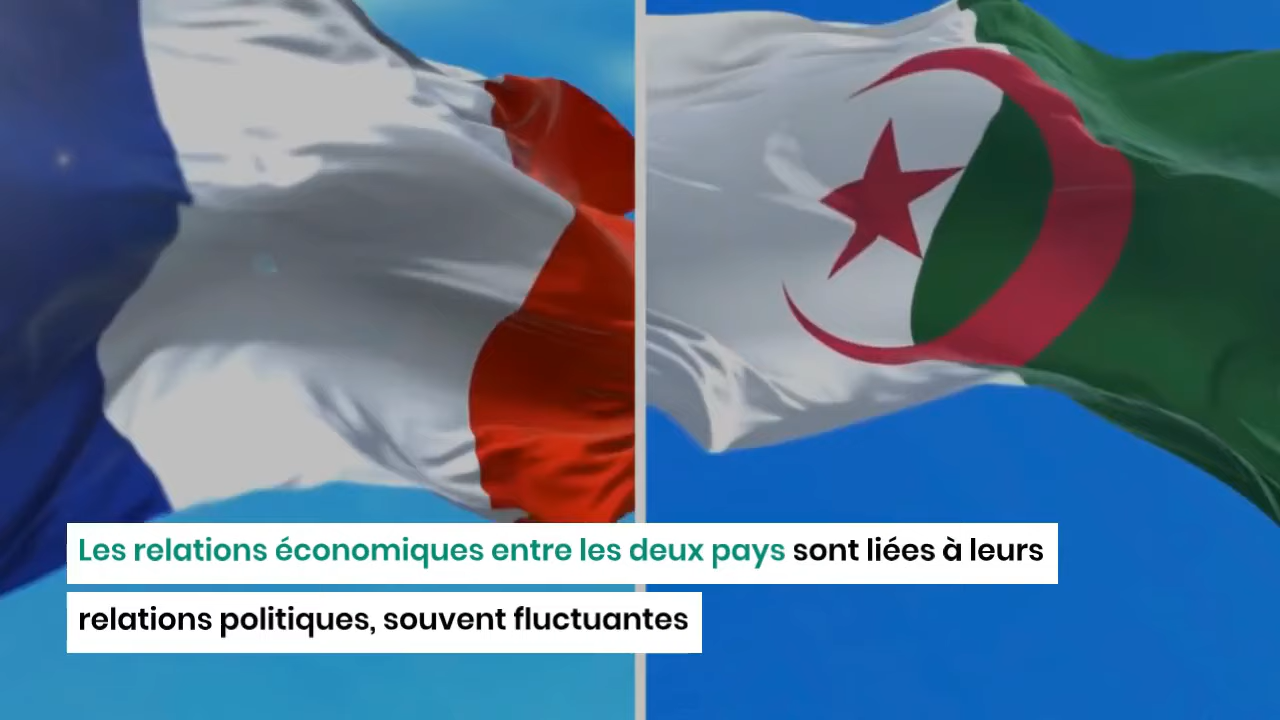 Les relations économiques entre les deux pays sont liées à leurs
relations politiques, souvent fluctuantes